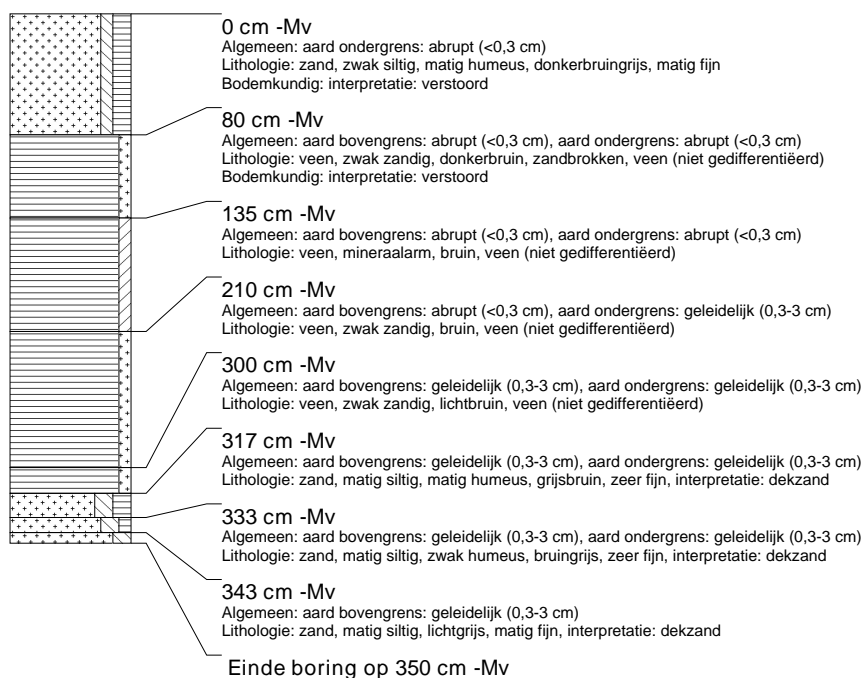 0 cm -Mv
Algemeen: aard ondergrens: abrupt (<0,3 cm)
Lithologie: zand, zwak siltig, matig humeus, donkerbruingrijs, matig fijn
Bodemkundig: interpretatie: verstoord
80 cm -Mv
Algemeen: aard bovengrens: abrupt (<0,3 cm), aard ondergrens: abrupt (<0,3 cm)
Lithologie: veen, zwak zandig, donkerbruin, zandbrokken, veen (niet gedifferentiëerd)
Bodemkundig: interpretatie: verstoord
135 cm -Mv
Algemeen: aard bovengrens: abrupt (<0,3 cm), aard ondergrens: abrupt (<0,3 cm)
Lithologie: veen, mineraalarm, bruin, veen (niet gedifferentiëerd)
210 cm -Mv
Algemeen: aard bovengrens: abrupt (<0,3 cm), aard ondergrens: geleidelijk (0,3-3 cm)
Lithologie: veen, zwak zandig, bruin, veen (niet gedifferentiëerd)
300 cm -Mv
Algemeen: aard bovengrens: geleidelijk (0,3-3 cm), aard ondergrens: geleidelijk (0,3-3 cm)
Lithologie: veen, zwak zandig, lichtbruin, veen (niet gedifferentiëerd)
317 cm -Mv
Algemeen: aard bovengrens: geleidelijk (0,3-3 cm), aard ondergrens: geleidelijk (0,3-3 cm)
Lithologie: zand, matig siltig, matig humeus, grijsbruin, zeer fijn, interpretatie: dekzand
333 cm -Mv
Algemeen: aard bovengrens: geleidelijk (0,3-3 cm), aard ondergrens: geleidelijk (0,3-3 cm)
Lithologie: zand, matig siltig, zwak humeus, bruingrijs, zeer fijn, interpretatie: dekzand
343 cm -Mv
Algemeen: aard bovengrens: geleidelijk (0,3-3 cm)
Lithologie: zand, matig siltig, lichtgrijs, matig fijn, interpretatie: dekzand
Einde boring op 350 cm -Mv